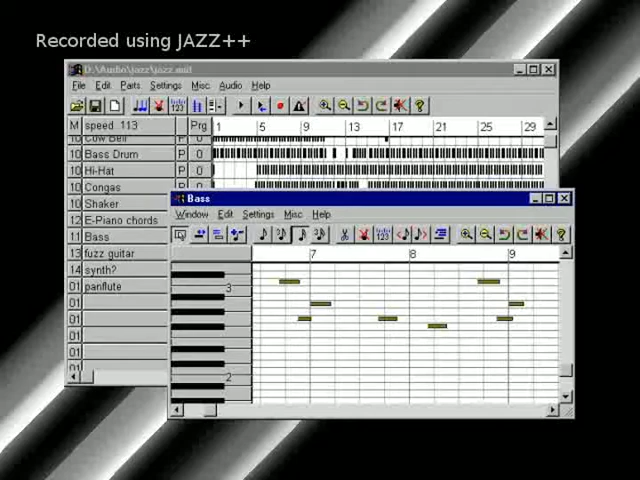 Recorded using JAZZ++
D:\Audio\jazz\jazz.mid
File Edit Parts Settings Misc Audio Help
M speed 113 P Prg 1 5 9 13 17 21 25 29
10 Cow Bell P 0
10 Bass Drum P 0
10 Hi-Hat P 0
10 Congas P 0
10 Shaker
12 E-Piano chords
11 Bass
13 fuzz guitar
14 synth?
01 panflute
01
01
01
01
01
Bass
Window Edit Settings Misc Help
7 8 9
3
2